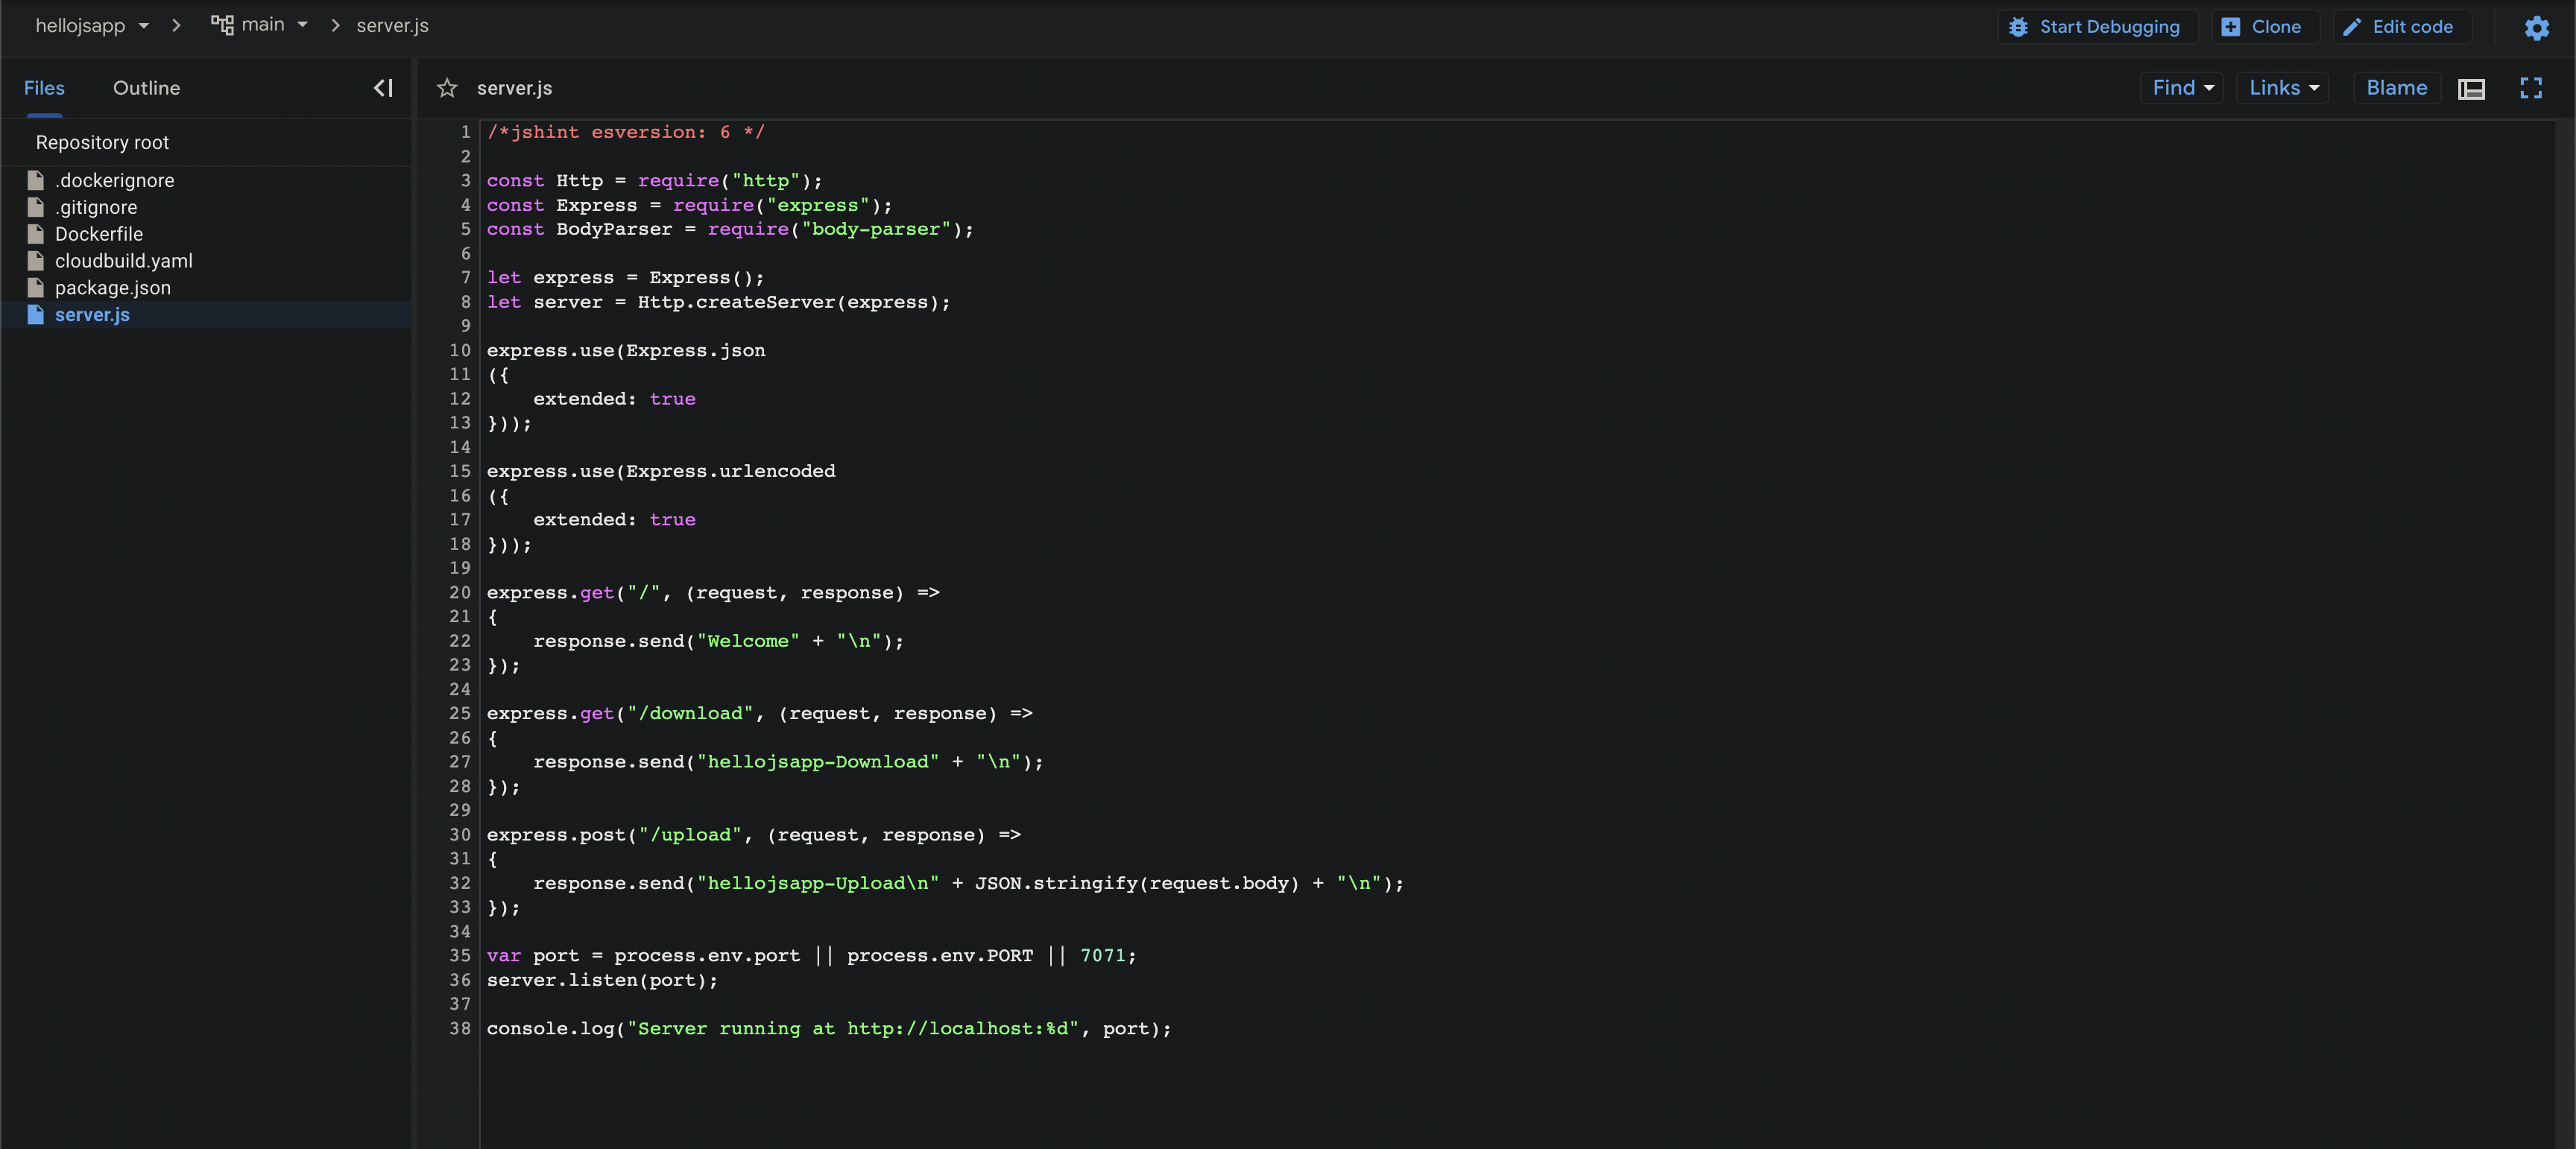 hellojsapp main server.js Start Debugging Clone Edit code
Files Outline server.js Find Links Blame
Repository root
.dockerignore
.gitignore
Dockerfile
cloudbuild.yaml
package.json
server.js
1 /*jshint esversion: 6 */
2
3 const Http = require("http");
4 const Express = require("express");
5 const BodyParser = require("body-parser");
6
7 let express = Express();
8 let server = Http.createServer(express);
9
10 express.use(Express.json
11 ({
12     extended: true
13 }));
14
15 express.use(Express.urlencoded
16 ({
17     extended: true
18 }));
19
20 express.get("/", (request, response) =>
21 {
22     response.send("Welcome" + "\n");
23 });
24
25 express.get("/download", (request, response) =>
26 {
27     response.send("hellojsapp-Download" + "\n");
28 });
29
30 express.post("/upload", (request, response) =>
31 {
32     response.send("hellojsapp-Upload\n" + JSON.stringify(request.body) + "\n");
33 });
34
35 var port = process.env.port || process.env.PORT || 7071;
36 server.listen(port);
37
38 console.log("Server running at http://localhost:%d", port);